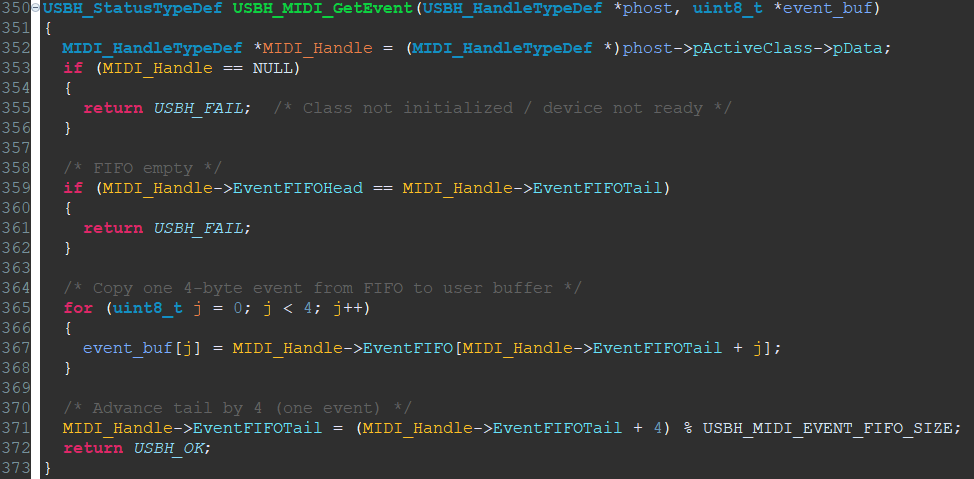 350 USBH_StatusTypeDef USBH_MIDI_GetEvent(USBH_HandleTypeDef *phost, uint8_t *event_buf)
351 {
352   MIDI_HandleTypeDef *MIDI_Handle = (MIDI_HandleTypeDef *)phost->pActiveClass->pData;
353   if (MIDI_Handle == NULL)
354   {
355     return USBH_FAIL;  /* Class not initialized / device not ready */
356   }
357
358   /* FIFO empty */
359   if (MIDI_Handle->EventFIFOHead == MIDI_Handle->EventFIFOTail)
360   {
361     return USBH_FAIL;
362   }
363
364   /* Copy one 4-byte event from FIFO to user buffer */
365   for (uint8_t j = 0; j < 4; j++)
366   {
367     event_buf[j] = MIDI_Handle->EventFIFO[MIDI_Handle->EventFIFOTail + j];
368   }
369
370   /* Advance tail by 4 (one event) */
371   MIDI_Handle->EventFIFOTail = (MIDI_Handle->EventFIFOTail + 4) % USBH_MIDI_EVENT_FIFO_SIZE;
372   return USBH_OK;
373 }